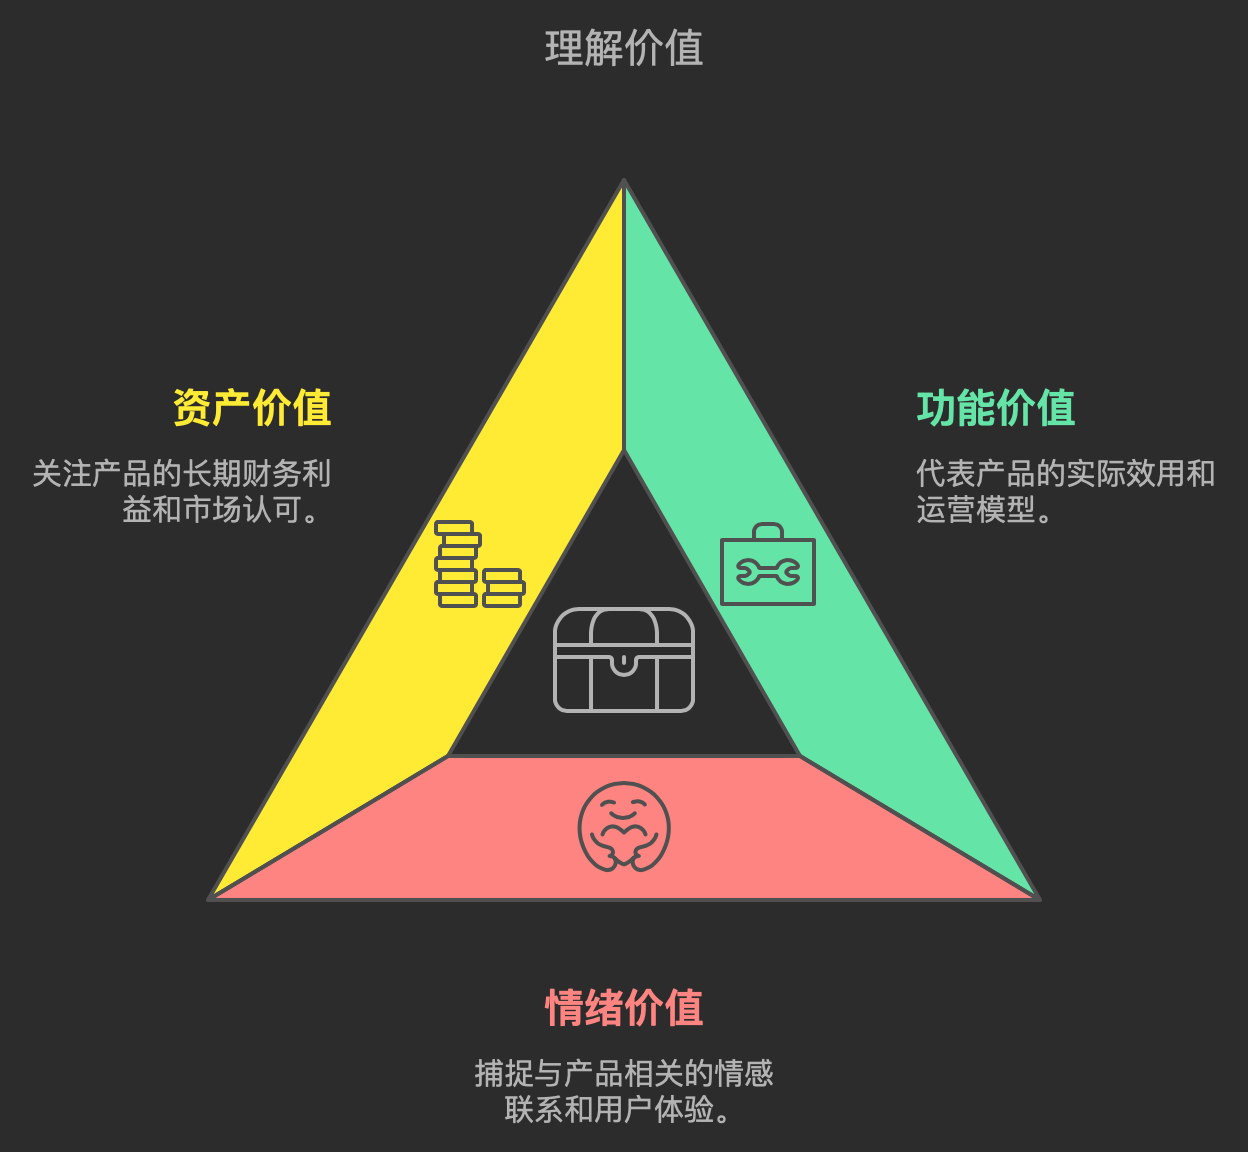 理解价值
资产价值
关注产品的长期财务利
益和市场认可。
功能价值
代表产品的实际效用和
运营模型。
情绪价值
捕捉与产品相关的情感
联系和用户体验。